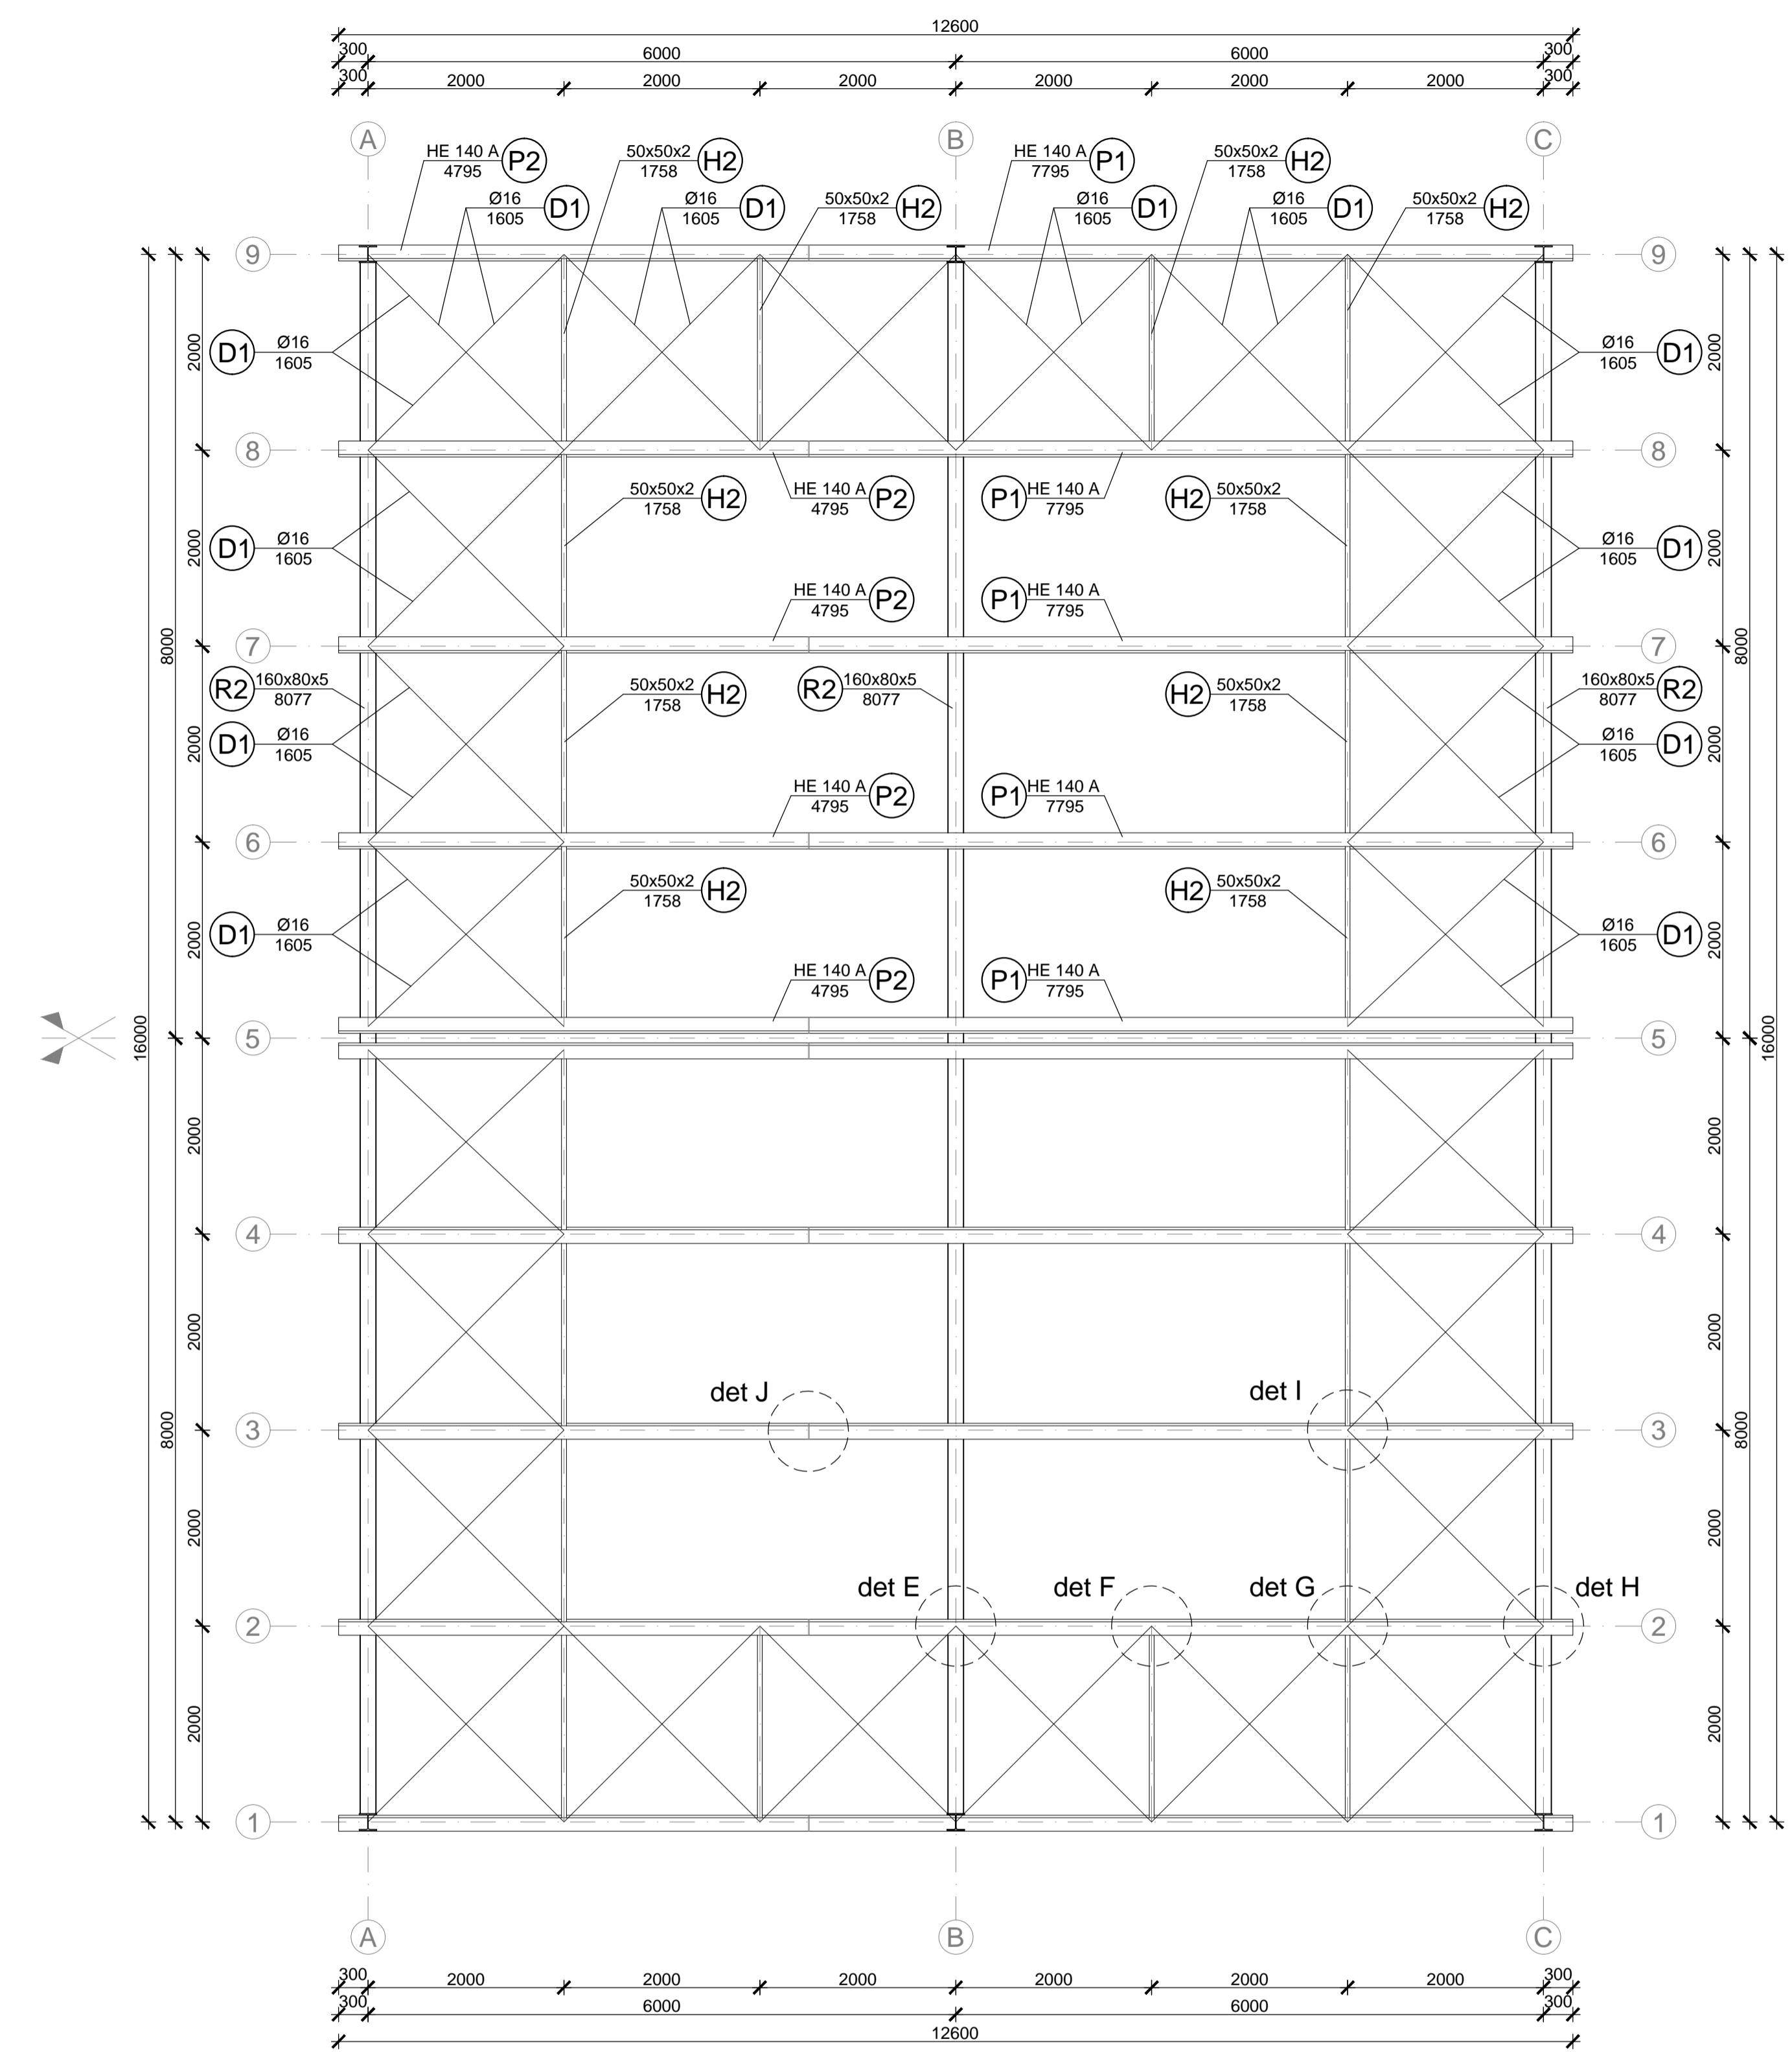 12600
300 6000 6000 300
300 2000 2000 2000 2000 2000 2000 300
A B C
HE 140 A
4795 P2
50x50x2
1758 H2
HE 140 A
7795 P1
50x50x2
1758 H2
Ø16
1605 D1
Ø16
1605 D1
50x50x2
1758 H2
Ø16
1605 D1
Ø16
1605 D1
50x50x2
1758 H2
9 9
D1 Ø16
1605
Ø16
1605 D1
2000 2000
8 8
50x50x2
1758 H2
HE 140 A
4795 P2
P1 HE 140 A
7795
H2 50x50x2
1758
D1 Ø16
1605
Ø16
1605 D1
2000 2000
HE 140 A
4795 P2
P1 HE 140 A
7795
7 7
8000 8000
R2 160x80x5
8077
R2 160x80x5
8077
160x80x5
8077 R2
50x50x2
1758 H2
H2 50x50x2
1758
D1 Ø16
1605
Ø16
1605 D1
2000 2000
HE 140 A
4795 P2
P1 HE 140 A
7795
6 6
50x50x2
1758 H2
H2 50x50x2
1758
D1 Ø16
1605
Ø16
1605 D1
2000 2000
HE 140 A
4795 P2
P1 HE 140 A
7795
5 5
16000 16000
2000 2000
4 4
2000 2000
det J det I
3 3
8000 8000
2000 2000
det E det F det G det H
2 2
2000 2000
1 1
A B C
300 2000 2000 2000 2000 2000 2000 300
300 6000 6000 300
12600